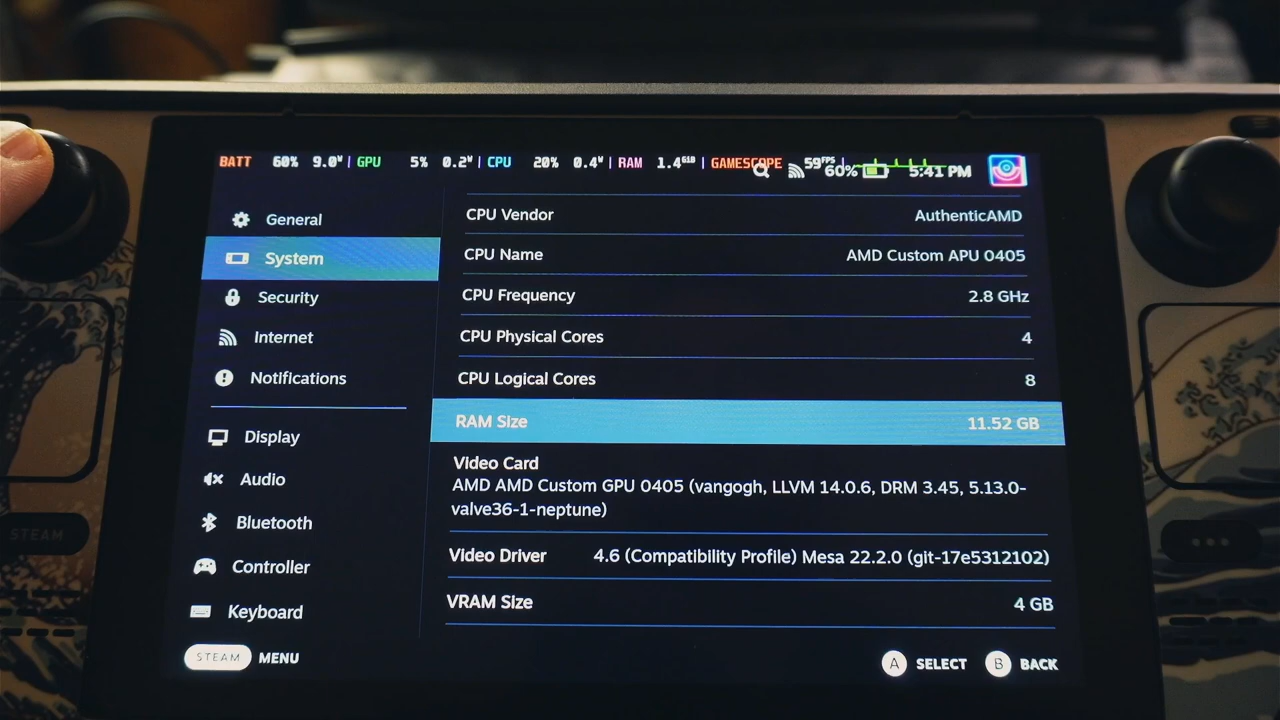 BATT 60% 9.0W | GPU 5% 0.2W | CPU 20% 0.4W | RAM 1.4GiB | GAMESCOPE 59FPS |
60% 5:41 PM
General
System
Security
Internet
Notifications
Display
Audio
Bluetooth
Controller
Keyboard
CPU Vendor AuthenticAMD
CPU Name AMD Custom APU 0405
CPU Frequency 2.8 GHz
CPU Physical Cores 4
CPU Logical Cores 8
RAM Size 11.52 GB
Video Card
AMD AMD Custom GPU 0405 (vangogh, LLVM 14.0.6, DRM 3.45, 5.13.0-
valve36-1-neptune)
Video Driver 4.6 (Compatibility Profile) Mesa 22.2.0 (git-17e5312102)
VRAM Size 4 GB
STEAM MENU
A SELECT B BACK
STEAM